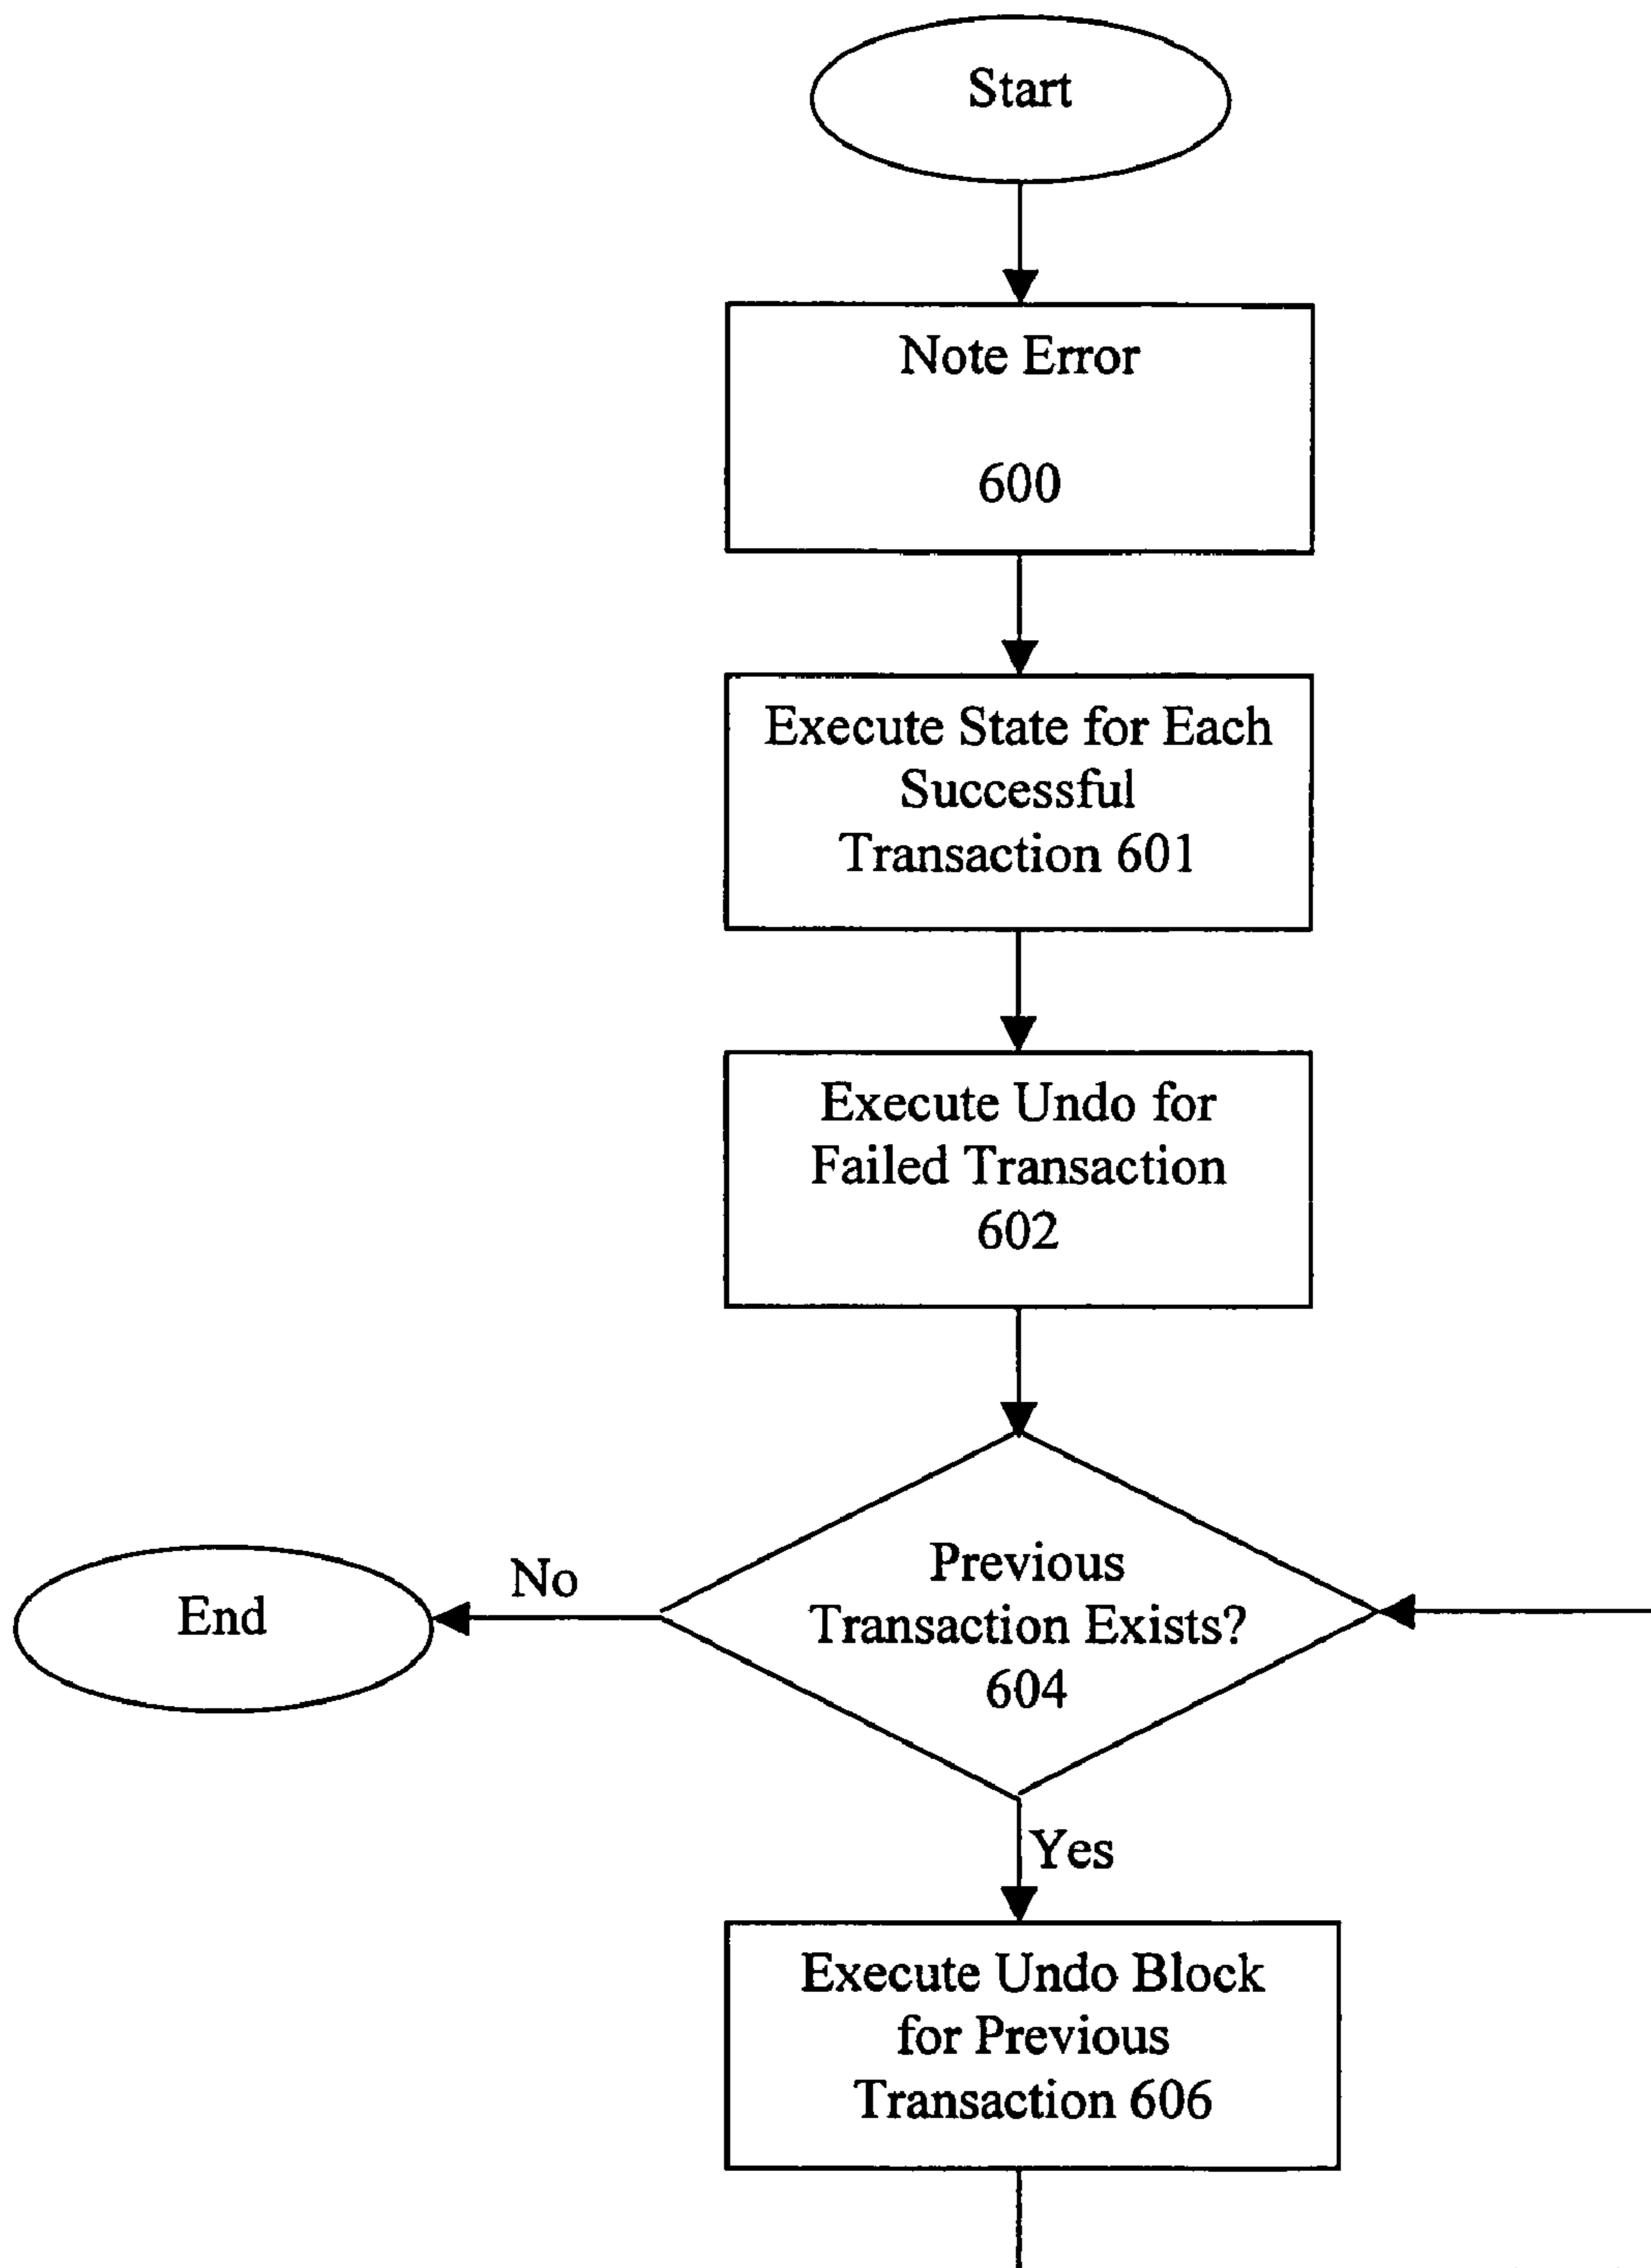 Start
Note Error
600
Execute State for Each
Successful
Transaction 601
Execute Undo for
Failed Transaction
602
Previous
Transaction Exists?
604
No
End
Yes
Execute Undo Block
for Previous
Transaction 606